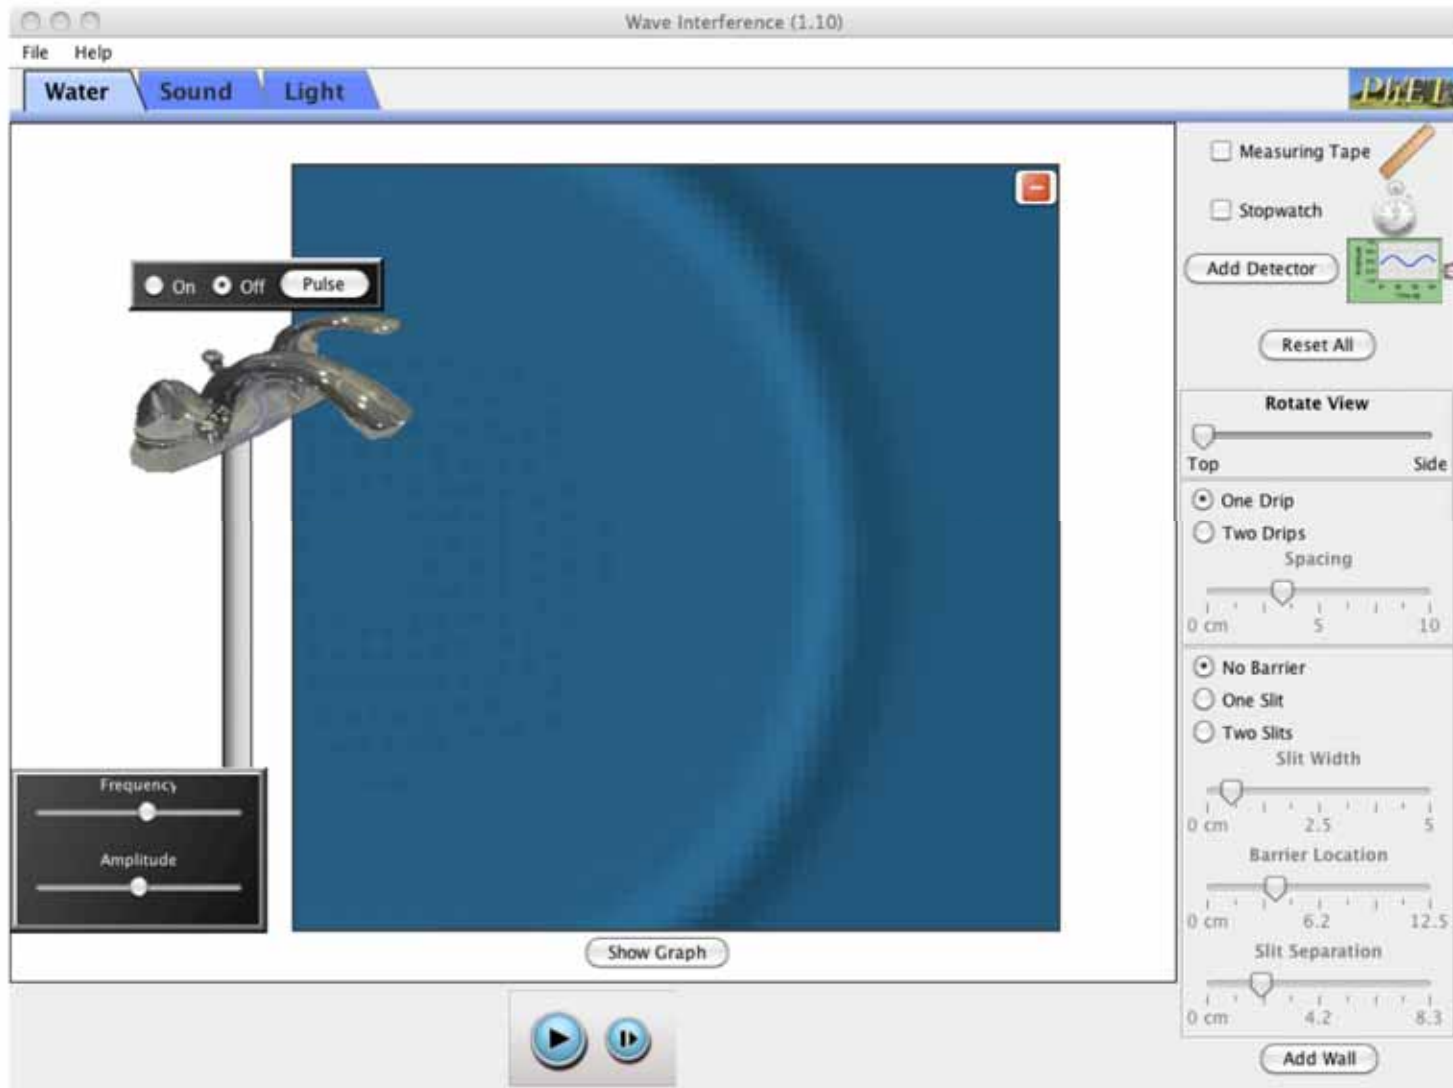 Wave Interference (1.10)
File Help
Water Sound Light
PhET
Measuring Tape
Stopwatch
Add Detector
Reset All
On Off Pulse
Rotate View
Top Side
One Drip
Two Drips
Spacing
0 cm 5 10
No Barrier
One Slit
Two Slits
Slit Width
0 cm 2.5 5
Barrier Location
0 cm 6.2 12.5
Slit Separation
0 cm 4.2 8.3
Add Wall
Frequency
Amplitude
Show Graph